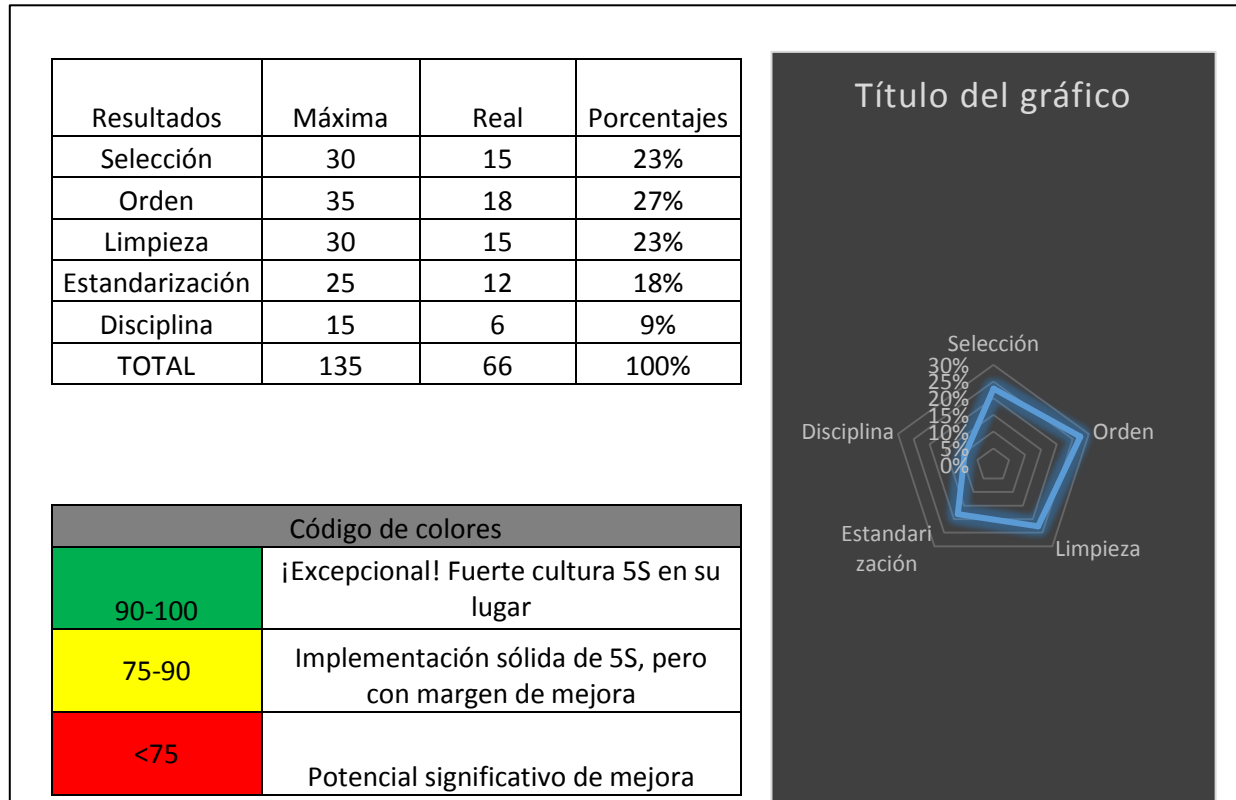 Resultados Máxima Real Porcentajes
Selección 30 15 23%
Orden 35 18 27%
Limpieza 30 15 23%
Estandarización 25 12 18%
Disciplina 15 6 9%
TOTAL 135 66 100%
Código de colores
90-100 ¡Excepcional! Fuerte cultura 5S en su
lugar
75-90 Implementación sólida de 5S, pero
con margen de mejora
<75 Potencial significativo de mejora
Título del gráfico
Selección
30%
25%
20%
15%
10%
5%
0%
Disciplina
Orden
Estandari
zación
Limpieza